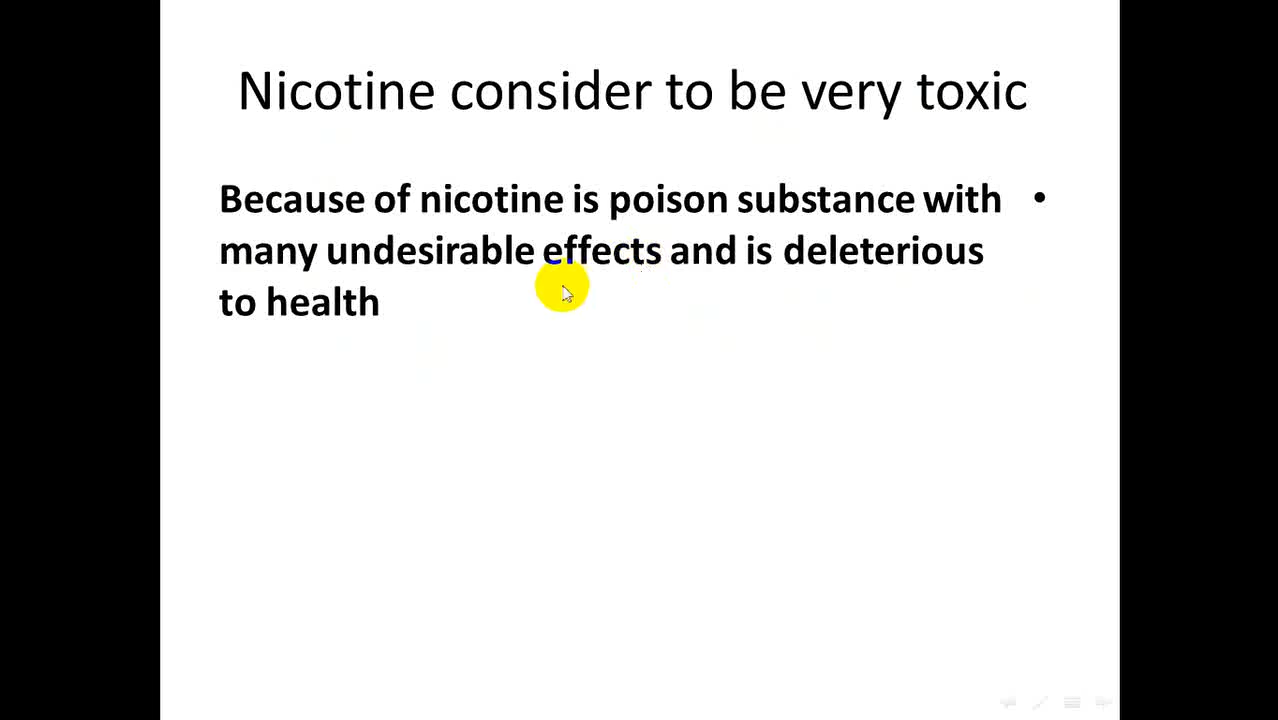 Nicotine consider to be very toxic
Because of nicotine is poison substance with •
many undesirable effects and is deleterious
to health